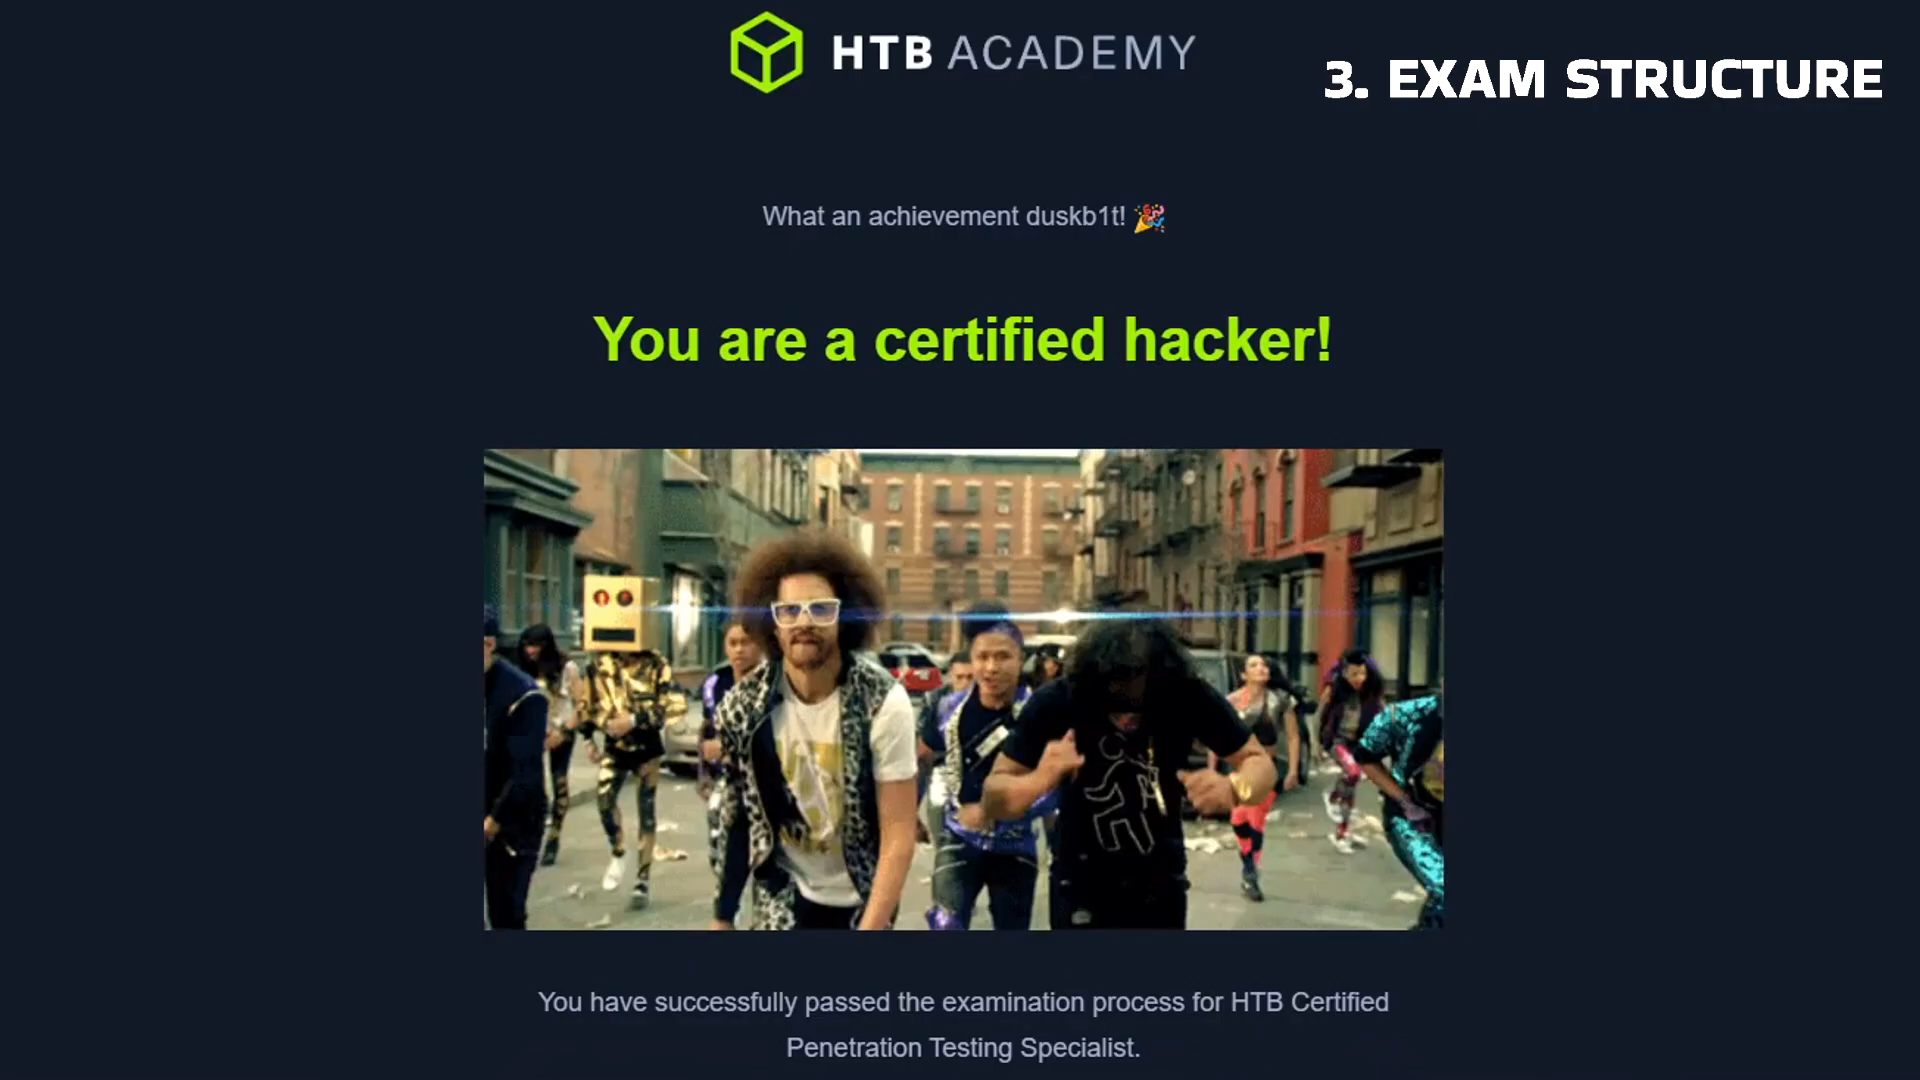 HTB ACADEMY
3. EXAM STRUCTURE
What an achievement duskb1t! 🎉
You are a certified hacker!
You have successfully passed the examination process for HTB Certified
Penetration Testing Specialist.